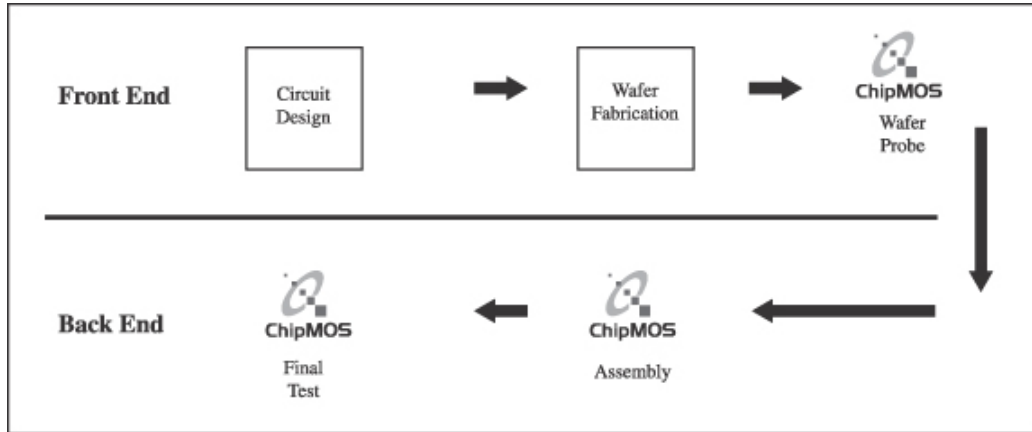 Front End
Circuit
Design
Wafer
Fabrication
ChipMOS
Wafer
Probe
Back End
ChipMOS
Final
Test
ChipMOS
Assembly